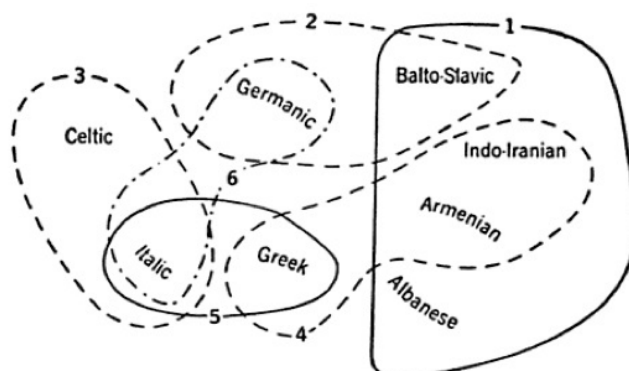 1
2
3
Balto-Slavic
Germanic
Celtic
Indo-Iranian
6
Armenian
Italic
Greek
Albanese
5
4